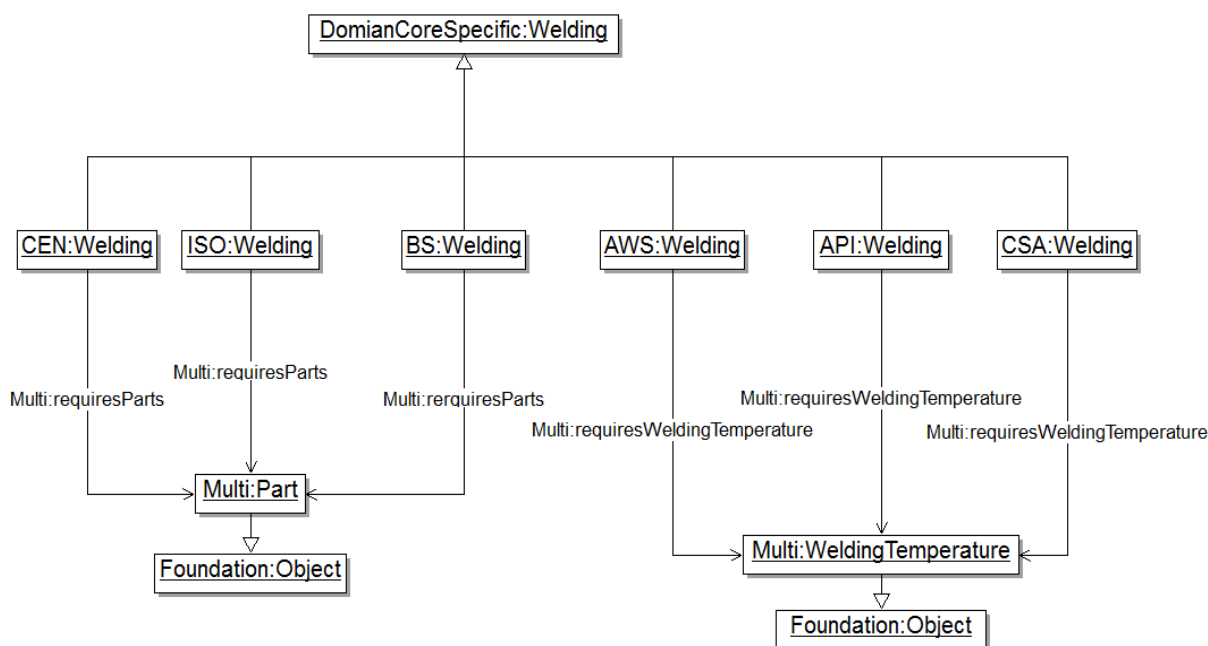 DomianCoreSpecific:Welding
CEN:Welding
ISO:Welding
BS:Welding
AWS:Welding
API:Welding
CSA:Welding
Multi:requiresParts
Multi:requiresParts
Multi:rerquiresParts
Multi:requiresWeldingTemperature
Multi:requiresWeldingTemperature
Multi:requiresWeldingTemperature
Multi:Part
Multi:WeldingTemperature
Foundation:Object
Foundation:Object